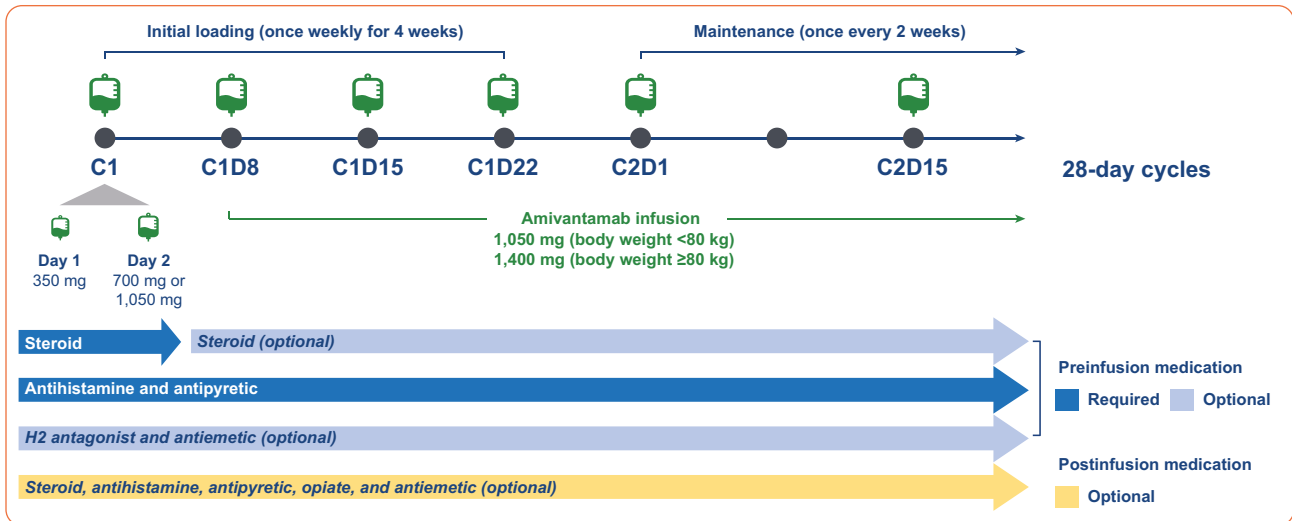 Initial loading (once weekly for 4 weeks)
Maintenance (once every 2 weeks)
C1
C1D8
C1D15
C1D22
C2D1
C2D15
28-day cycles
Day 1
350 mg
Day 2
700 mg or
1,050 mg
Amivantamab infusion
1,050 mg (body weight <80 kg)
1,400 mg (body weight ≥80 kg)
Steroid
Steroid (optional)
Antihistamine and antipyretic
H2 antagonist and antiemetic (optional)
Steroid, antihistamine, antipyretic, opiate, and antiemetic (optional)
Preinfusion medication
Required
Optional
Postinfusion medication
Optional